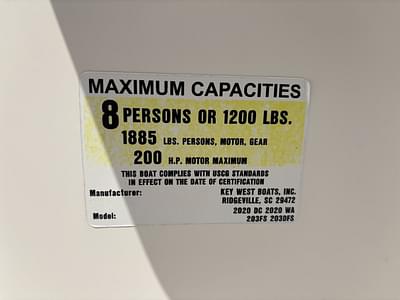 MAXIMUM CAPACITIES
8 PERSONS OR 1200 LBS.
1885 LBS. PERSONS, MOTOR, GEAR
200 H.P. MOTOR MAXIMUM
THIS BOAT COMPLIES WITH USCG STANDARDS
IN EFFECT ON THE DATE OF CERTIFICATION
Manufacturer: KEY WEST BOATS, INC.
RIDGEVILLE, SC 29472
Model: 2020 DC 2020 WA
203FS 203DFS